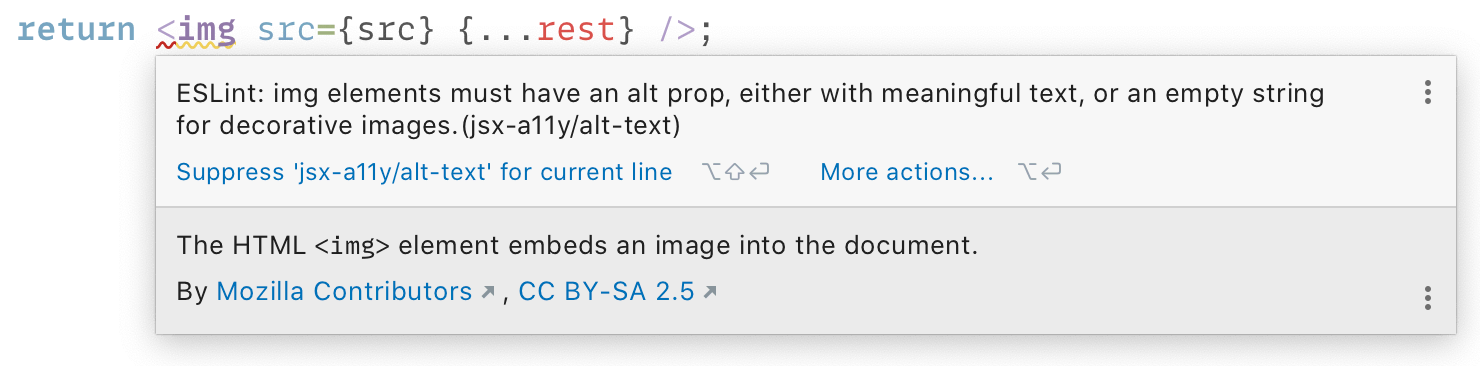 return <img src={src} {...rest} />;
ESLint: img elements must have an alt prop, either with meaningful text, or an empty string
for decorative images.(jsx-a11y/alt-text)
Suppress 'jsx-a11y/alt-text' for current line ⌥⇧⏎ More actions... ⌥⏎
The HTML <img> element embeds an image into the document.
By Mozilla Contributors ↗ , CC BY-SA 2.5 ↗